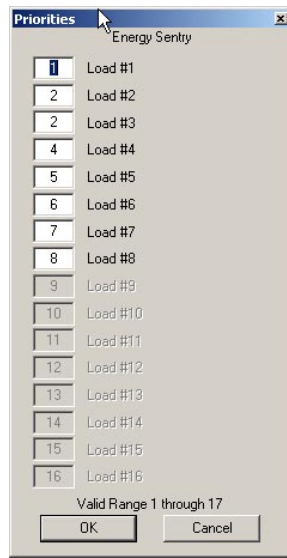 Priorities
Energy Sentry
1 Load #1
2 Load #2
2 Load #3
4 Load #4
5 Load #5
6 Load #6
7 Load #7
8 Load #8
9 Load #9
10 Load #10
11 Load #11
12 Load #12
13 Load #13
14 Load #14
15 Load #15
16 Load #16
Valid Range 1 through 17
OK Cancel